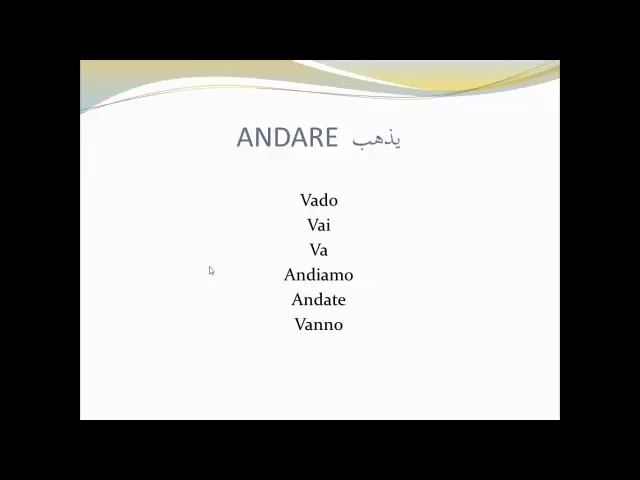 ANDARE يذهب
Vado
Vai
Va
Andiamo
Andate
Vanno